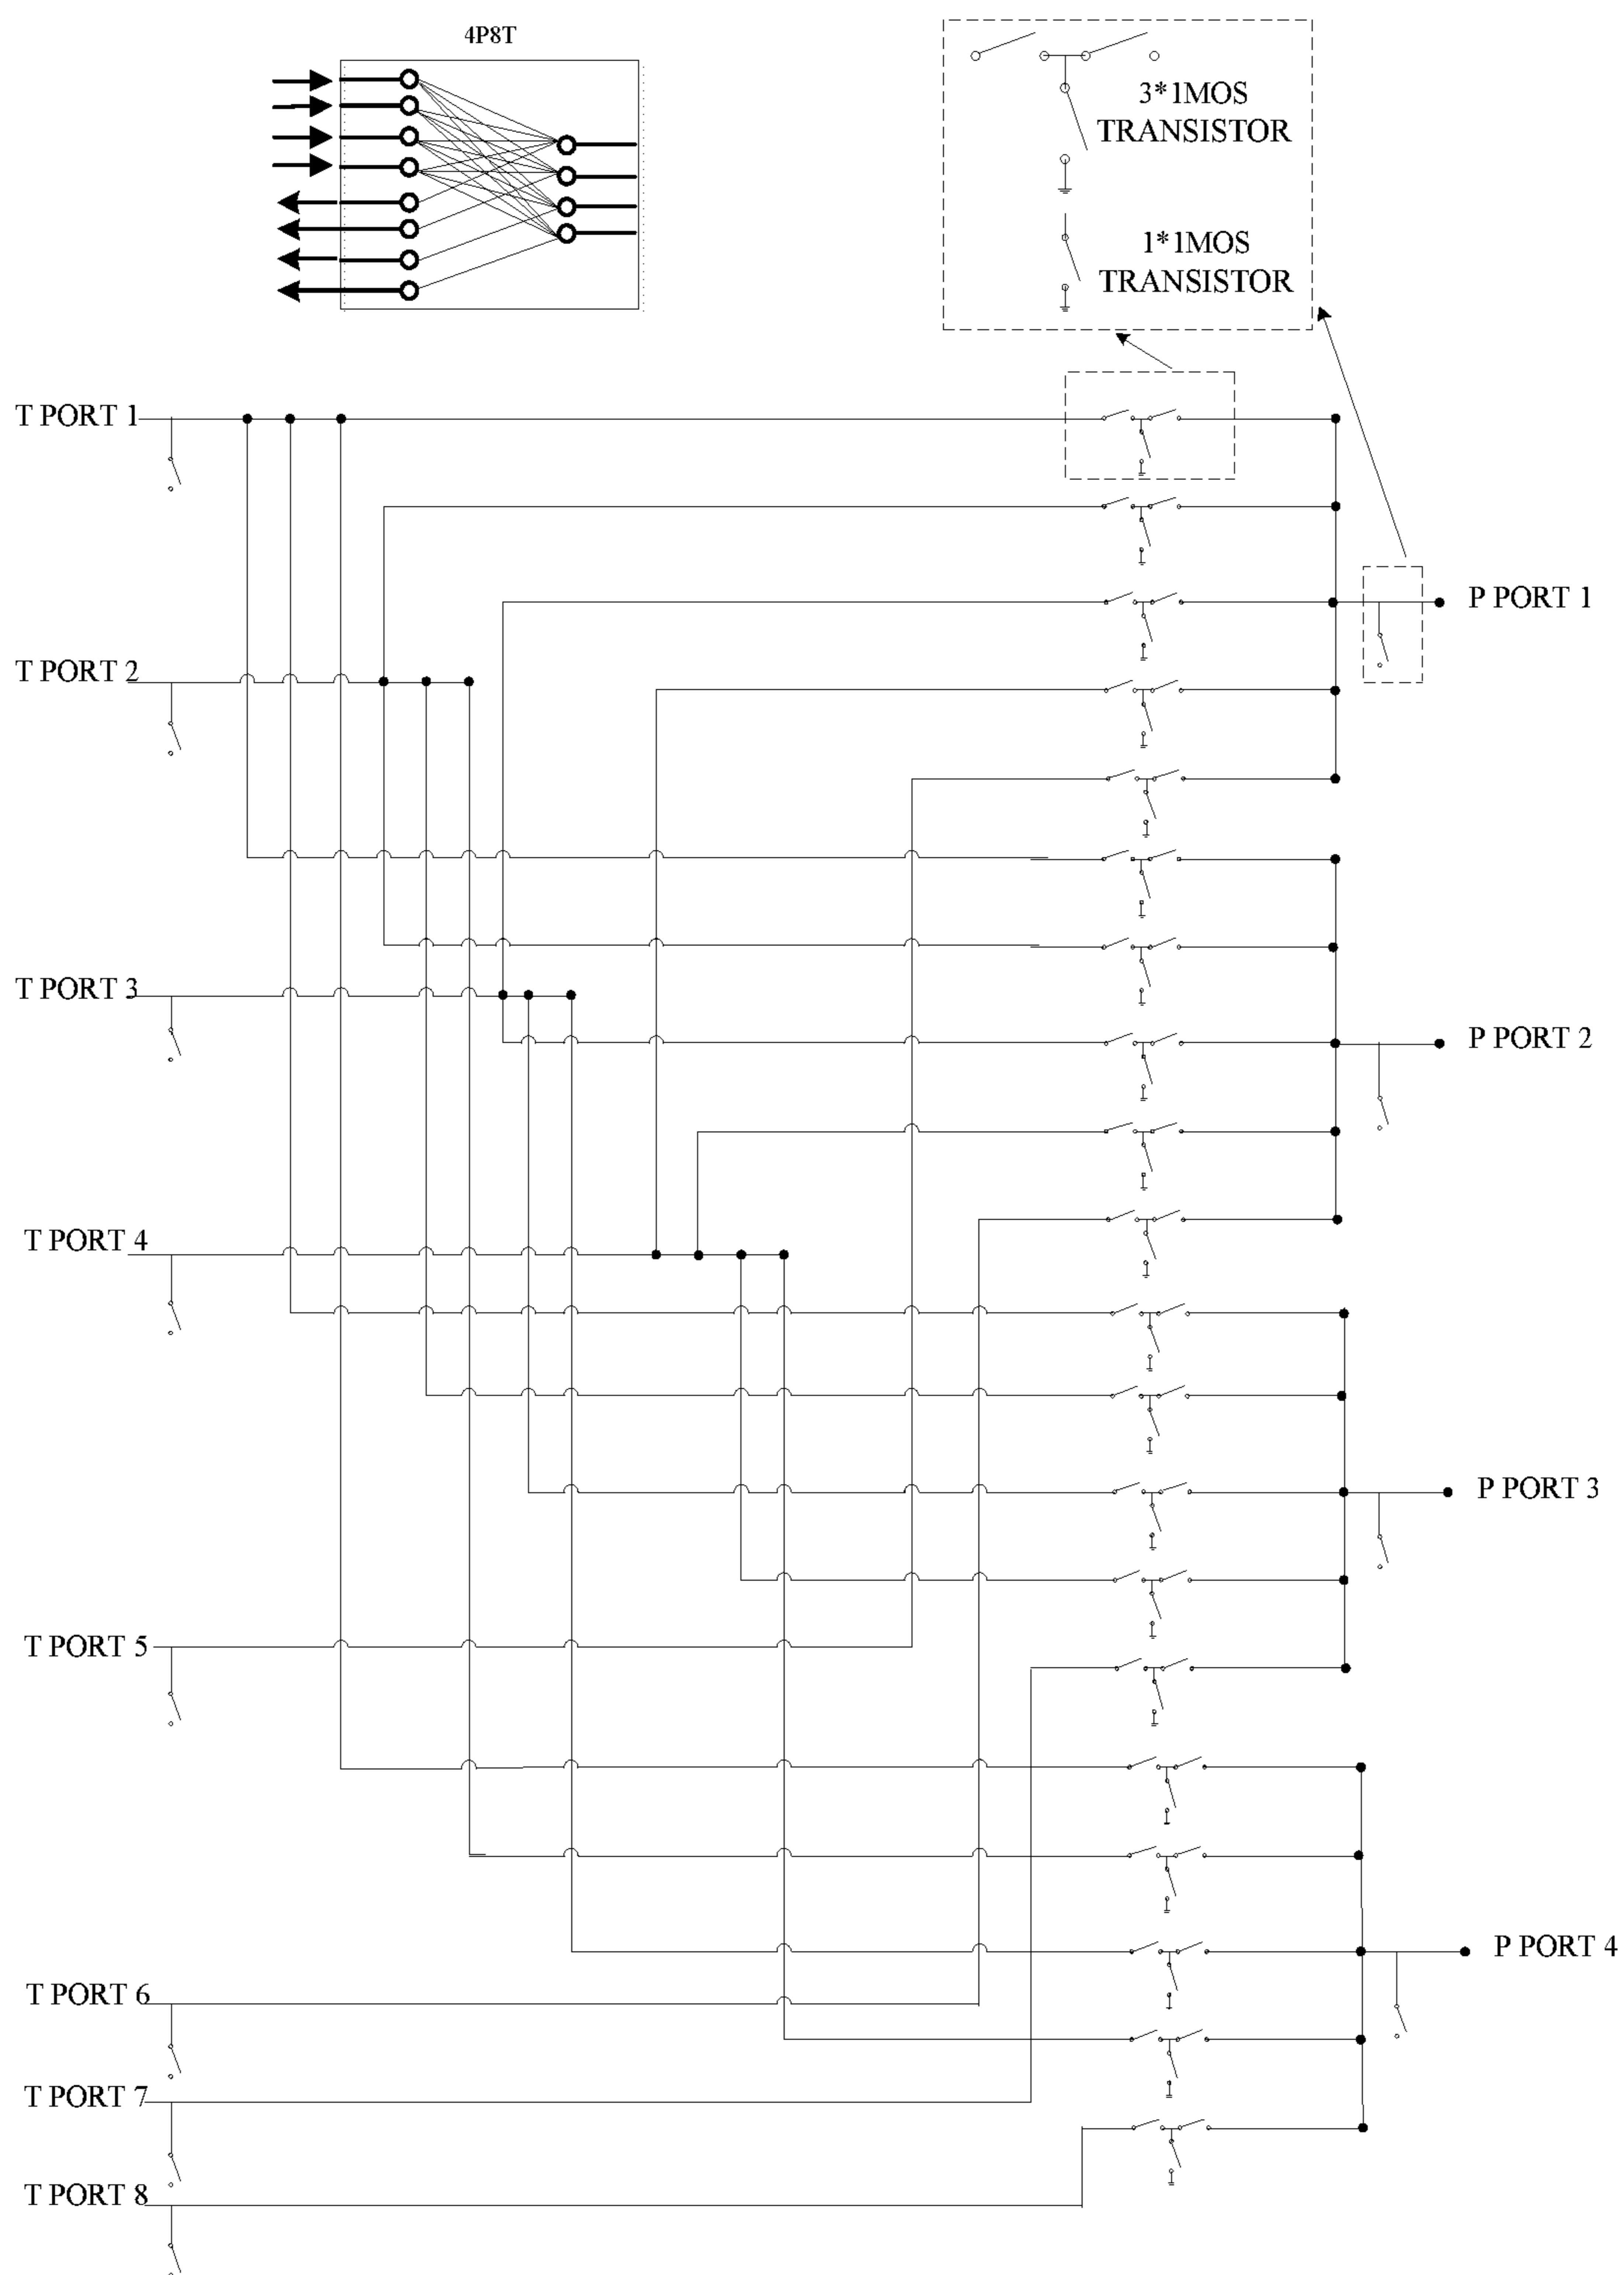 4P8T
3*1MOS
TRANSISTOR
1*1MOS
TRANSISTOR
T PORT 1
P PORT 1
T PORT 2
T PORT 3
P PORT 2
T PORT 4
P PORT 3
T PORT 5
P PORT 4
T PORT 6
T PORT 7
T PORT 8